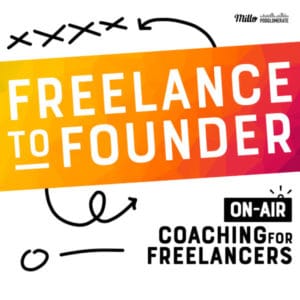 Millo
PODGLOMERATE
FREELANCE
TO FOUNDER
ON-AIR
COACHING FOR
FREELANCERS